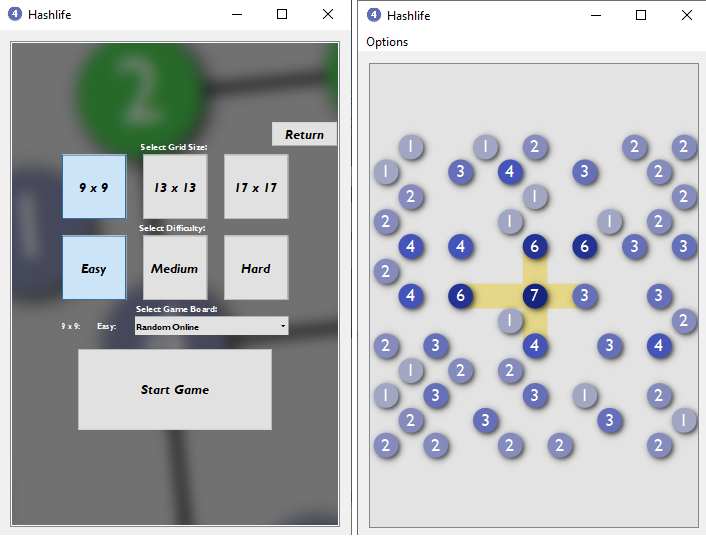 4 Hashlife
2
Return
Select Grid Size:
9 x 9 13 x 13 17 x 17
1
Select Difficulty:
Easy Medium Hard
Select Game Board:
9 x 9: Easy: Random Online
Start Game
4 Hashlife
Options
1 1 2 2 2
1 3 4 3 2
2 1 2
2 1 1 2
4 4 6 6 3 3
2
4 6 7 3 3
1 2
2 3 4 3 4
1 2 2
1 3 3 1 2
2 3 3 1
2 2 2 2 2